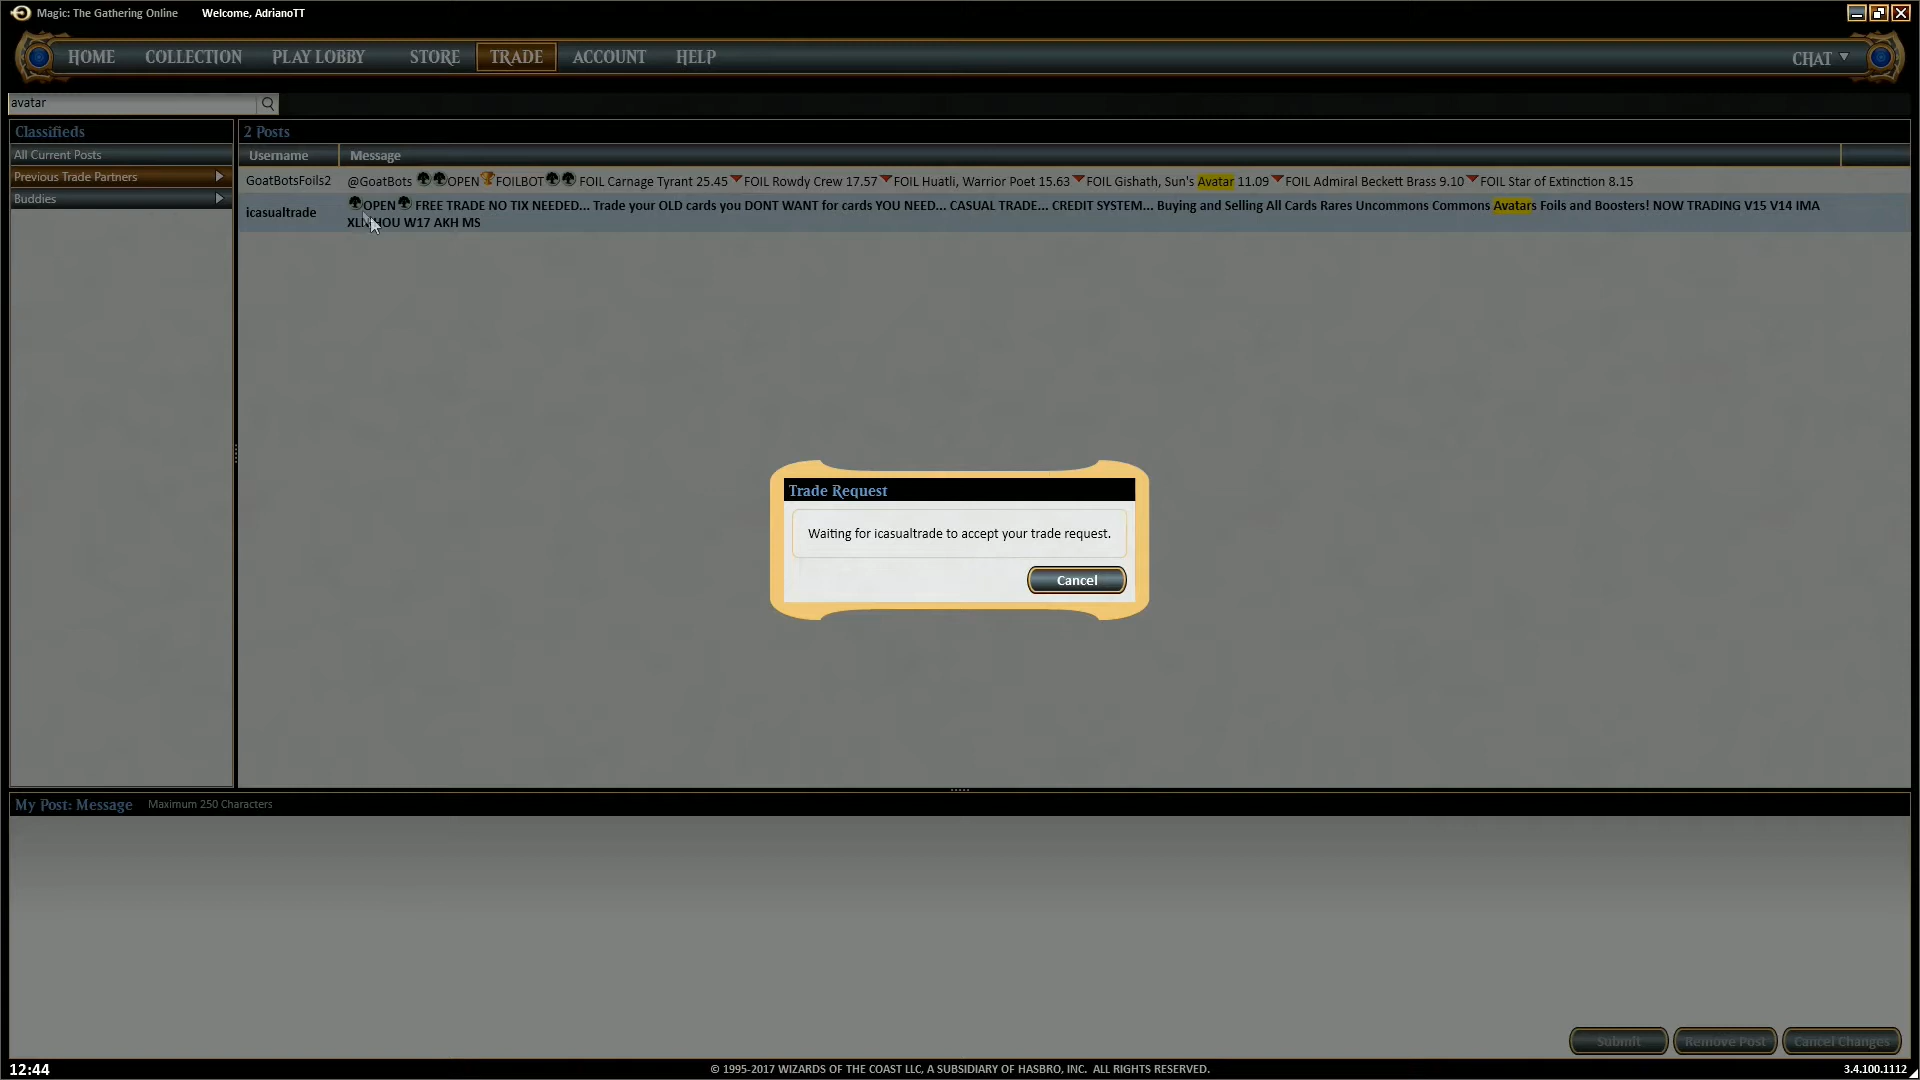 Magic: The Gathering Online Welcome, AdrianoTT
HOME COLLECTION PLAY LOBBY STORE TRADE ACCOUNT HELP CHAT
avatar
Classifieds
All Current Posts
Previous Trade Partners
Buddies
2 Posts
Username Message
GoatBotsFoils2 @GoatBots OPEN FOILBOT FOIL Carnage Tyrant 25.45 FOIL Rowdy Crew 17.57 FOIL Huatli, Warrior Poet 15.63 FOIL Gishath, Sun's Avatar 11.09 FOIL Admiral Beckett Brass 9.10 FOIL Star of Extinction 8.15
icasualtrade OPEN FREE TRADE NO TIX NEEDED... Trade your OLD cards you DONT WANT for cards YOU NEED... CASUAL TRADE... CREDIT SYSTEM... Buying and Selling All Cards Rares Uncommons Commons Avatars Foils and Boosters! NOW TRADING V15 V14 IMA
W17 AKH MS
Trade Request
Waiting for icasualtrade to accept your trade request.
Cancel
My Post: Message Maximum 250 Characters
Submit Remove Post Cancel Changes
12:44 © 1995-2017 WIZARDS OF THE COAST LLC, A SUBSIDIARY OF HASBRO, INC. ALL RIGHTS RESERVED. 3.4.100.1112